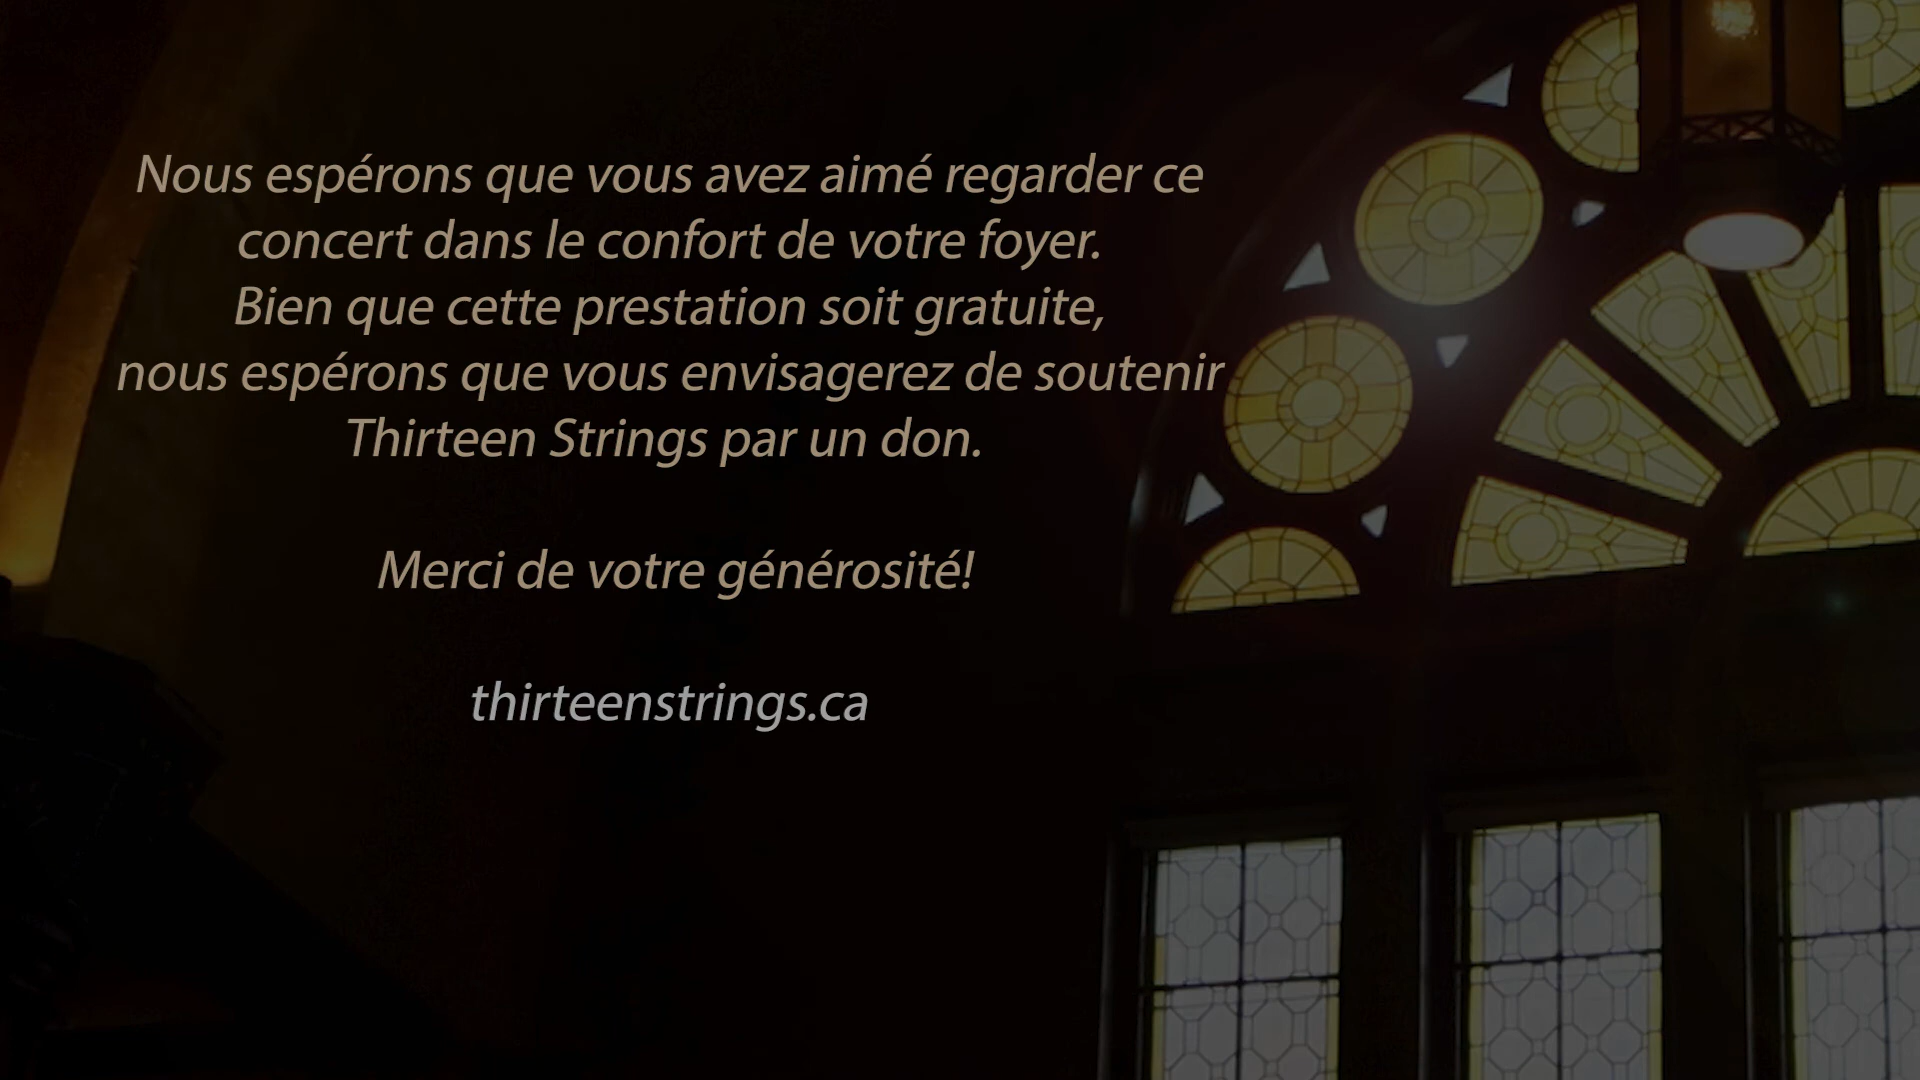 Nous espérons que vous avez aimé regarder ce
concert dans le confort de votre foyer.
Bien que cette prestation soit gratuite,
nous espérons que vous envisagerez de soutenir
Thirteen Strings par un don.
Merci de votre générosité!
thirteenstrings.ca